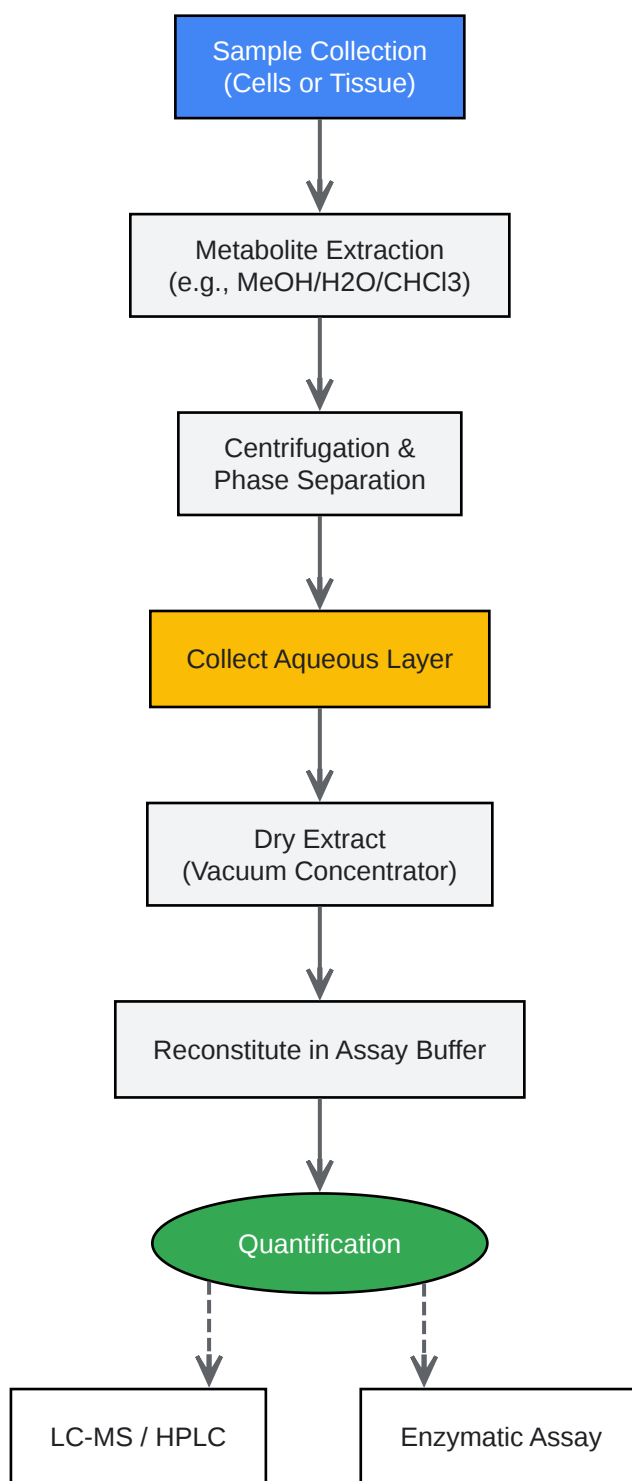 Sample Collection
(Cells or Tissue)
Metabolite Extraction
(e.g., MeOH/H2O/CHCl3)
Centrifugation &
Phase Separation
Collect Aqueous Layer
Dry Extract
(Vacuum Concentrator)
Reconstitute in Assay Buffer
Quantification
LC-MS / HPLC
Enzymatic Assay